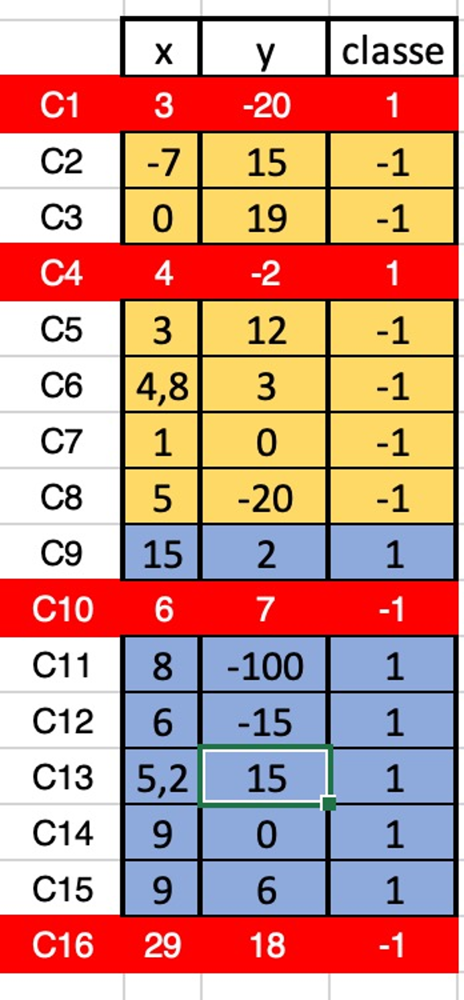 x y classe
C1 3 -20 1
C2 -7 15 -1
C3 0 19 -1
C4 4 -2 1
C5 3 12 -1
C6 4,8 3 -1
C7 1 0 -1
C8 5 -20 -1
C9 15 2 1
C10 6 7 -1
C11 8 -100 1
C12 6 -15 1
C13 5,2 15 1
C14 9 0 1
C15 9 6 1
C16 29 18 -1